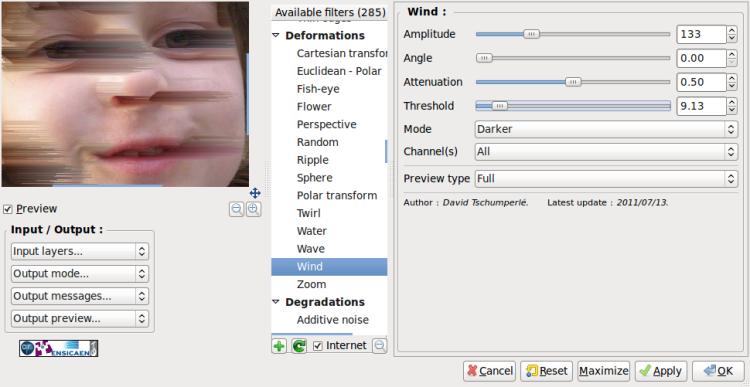 Available filters (285)
Deformations
Cartesian transfor
Euclidean - Polar
Fish-eye
Flower
Perspective
Random
Ripple
Sphere
Polar transform
Twirl
Water
Wave
Wind
Zoom
Degradations
Additive noise
Internet
Preview
Input / Output :
Input layers...
Output mode...
Output messages...
Output preview...
ENSICAEN
Wind :
Amplitude 133
Angle 0.00
Attenuation 0.50
Threshold 9.13
Mode Darker
Channel(s) All
Preview type Full
Author : David Tschumperlé. Latest update : 2011/07/13.
Cancel Reset Maximize Apply OK